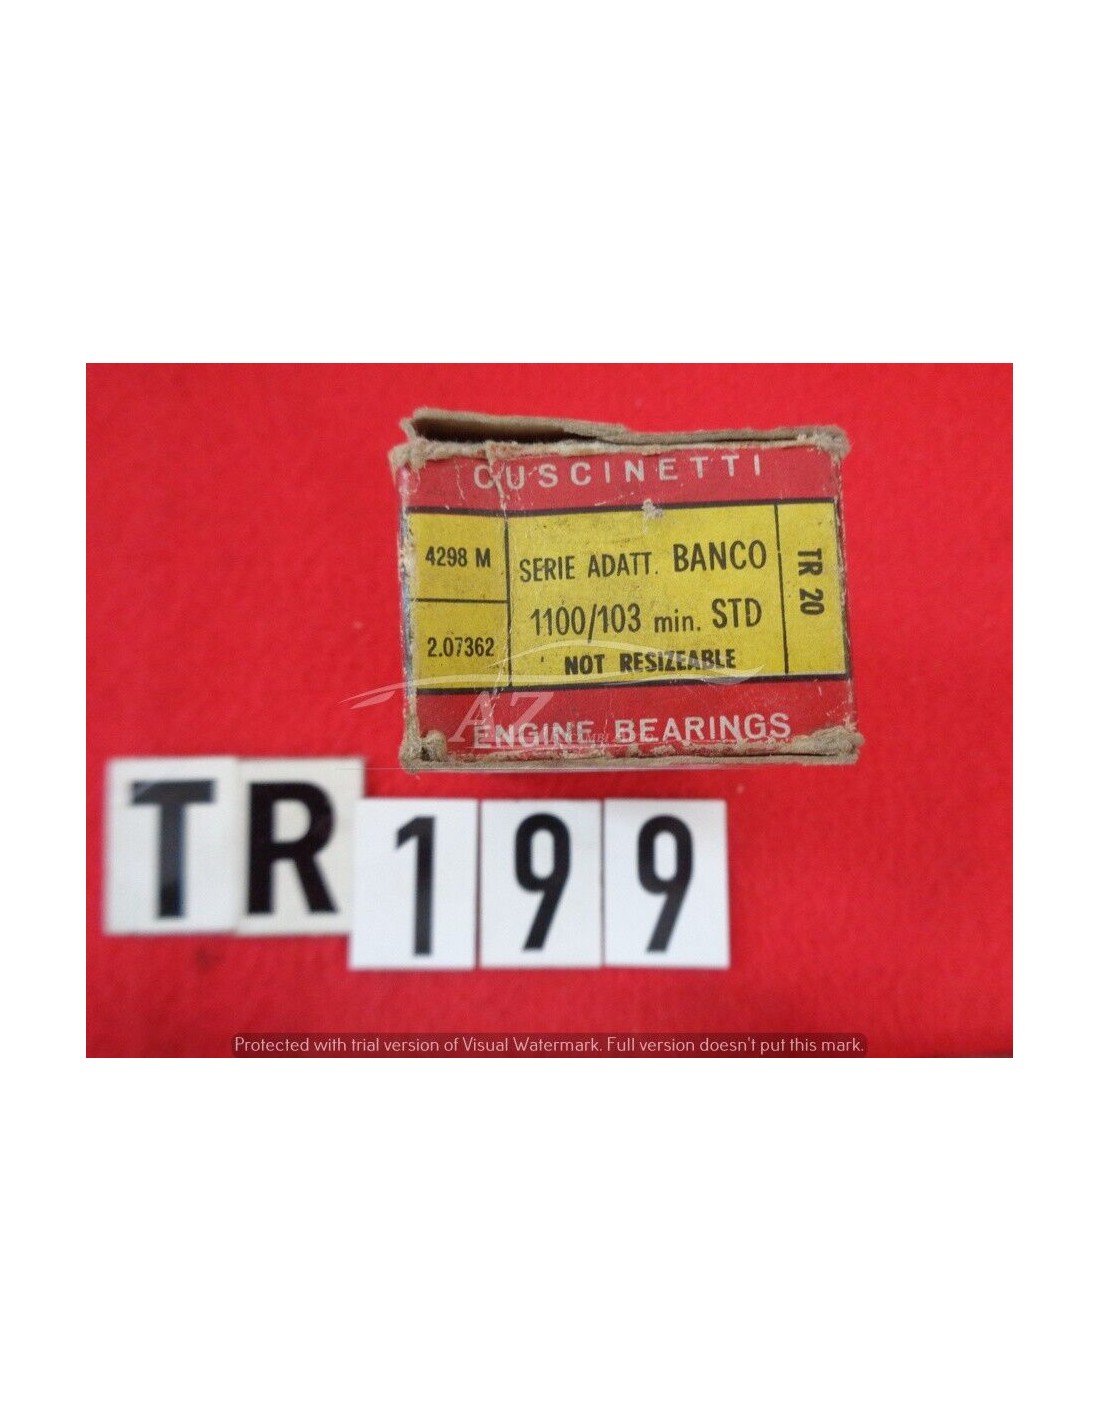 CUSCINETTI
4298 M
2.07362
SERIE ADATT. BANCO
1100/103 min. STD
NOT RESIZEABLE
TR 20
ENGINE BEARINGS
AZ
TR 199
Protected with trial version of Visual Watermark. Full version doesn't put this mark.